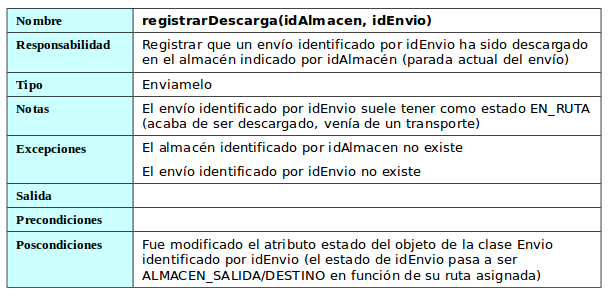 Nombre registrarDescarga(idAlmacen, idEnvio)
Responsabilidad Registrar que un envío identificado por idEnvio ha sido descargado
en el almacén indicado por idAlmacén (parada actual del envío)
Tipo Enviamelo
Notas El envío identificado por idEnvio suele tener como estado EN_RUTA
(acaba de ser descargado, venía de un transporte)
Excepciones El almacén identificado por idAlmacen no existe
El envío identificado por idEnvio no existe
Salida
Precondiciones
Poscondiciones Fue modificado el atributo estado del objeto de la clase Envio
identificado por idEnvio (el estado de idEnvio pasa a ser
ALMACEN_SALIDA/DESTINO en función de su ruta asignada)